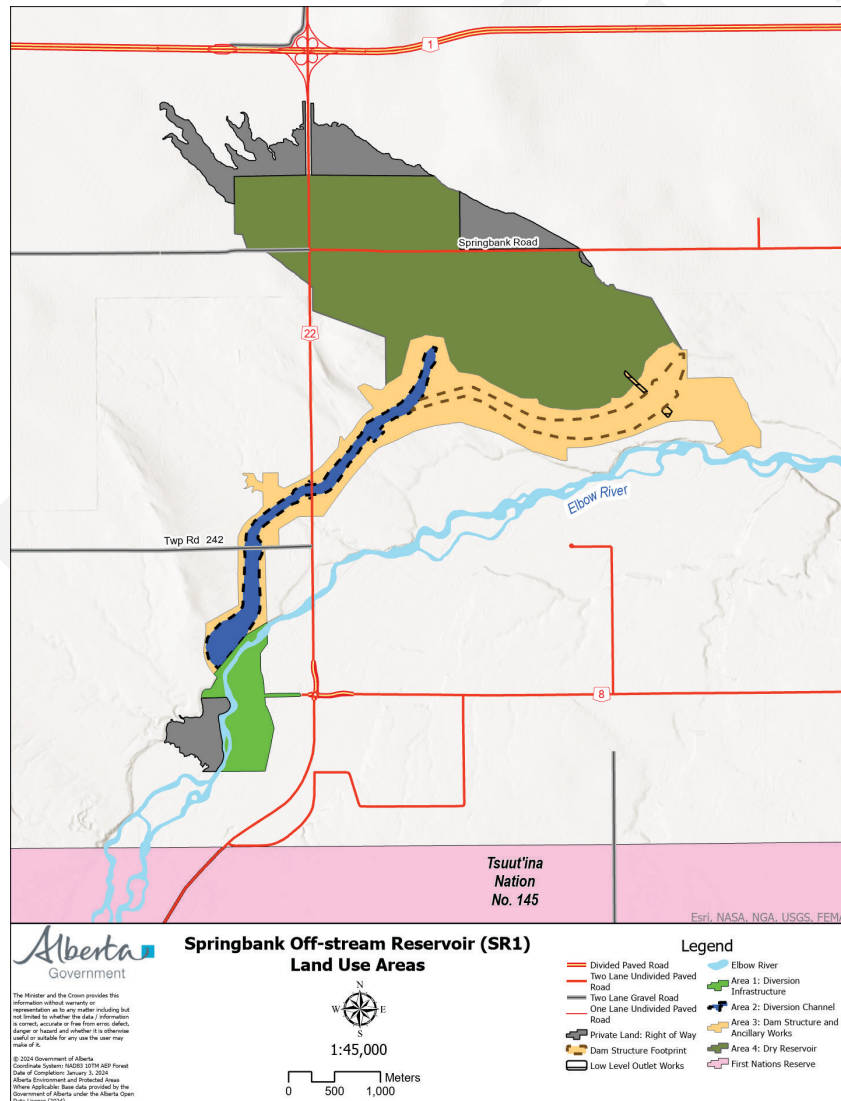 1
Springbank Road
22
Elbow River
Twp Rd 242
8
Tsuut'ina
Nation
No. 145
Esri, NASA, NGA, USGS, FEMA
Alberta
Government
The Minister and the Crown provides this
information without warranty or
representation as to any matter including but
not limited to whether the data / information
is correct, accurate or free from error, defect,
danger or hazard and whether it is otherwise
useful or suitable for any use the user may
make of it.
© 2024 Government of Alberta
Coordinate System: NAD83 10TM AEP Forest
Date of Completion: January 3, 2024
Alberta Environment and Protected Areas
Where Applicable: Base data provided by the
Government of Alberta under the Alberta Open
Data Licence (2024)
Springbank Off-stream Reservoir (SR1)
Land Use Areas
N
W E
S
1:45,000
Meters
0 500 1,000
Legend
Divided Paved Road
Two Lane Undivided Paved
Road
Two Lane Gravel Road
One Lane Undivided Paved
Road
Private Land: Right of Way
Dam Structure Footprint
Low Level Outlet Works
Elbow River
Area 1: Diversion
Infrastructure
Area 2: Diversion Channel
Area 3: Dam Structure and
Ancillary Works
Area 4: Dry Reservoir
First Nations Reserve